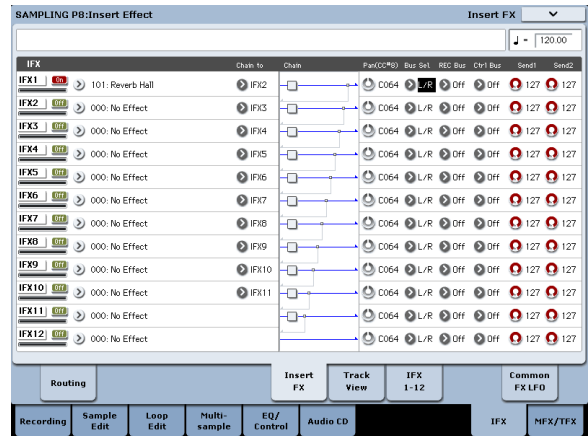 SAMPLING P8:Insert Effect Insert FX
♩ = 120.00
IFX Chain to Chain Pan(CC#8) Bus Sel. REC Bus Ctrl Bus Send1 Send2
IFX1 On 101: Reverb Hall IFX2 C064 L/R Off Off 127 127
IFX2 Off 000: No Effect IFX3 C064 L/R Off Off 127 127
IFX3 Off 000: No Effect IFX4 C064 L/R Off Off 127 127
IFX4 Off 000: No Effect IFX5 C064 L/R Off Off 127 127
IFX5 Off 000: No Effect IFX6 C064 L/R Off Off 127 127
IFX6 Off 000: No Effect IFX7 C064 L/R Off Off 127 127
IFX7 Off 000: No Effect IFX8 C064 L/R Off Off 127 127
IFX8 Off 000: No Effect IFX9 C064 L/R Off Off 127 127
IFX9 Off 000: No Effect IFX10 C064 L/R Off Off 127 127
IFX10 Off 000: No Effect IFX11 C064 L/R Off Off 127 127
IFX11 Off 000: No Effect C064 L/R Off Off 127 127
IFX12 Off 000: No Effect C064 L/R Off Off 127 127
Routing Insert FX Track View IFX 1-12 Common FX LFO
Recording Sample Edit Loop Edit Multi-sample EQ/Control Audio CD IFX MFX/TFX